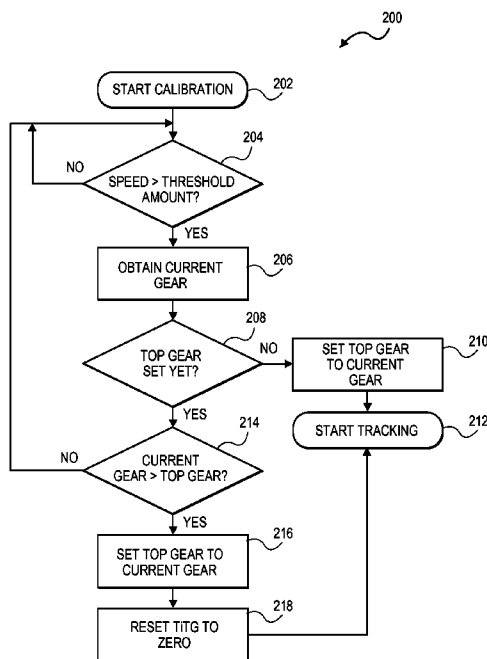 200
START CALIBRATION
202
204
NO
SPEED > THRESHOLD
AMOUNT?
YES
OBTAIN CURRENT
GEAR
206
208
TOP GEAR
SET YET?
NO
210
SET TOP GEAR
TO CURRENT
GEAR
YES
START TRACKING
212
214
NO
CURRENT
GEAR > TOP GEAR?
YES
SET TOP GEAR TO
CURRENT GEAR
216
RESET TITG TO
ZERO
218